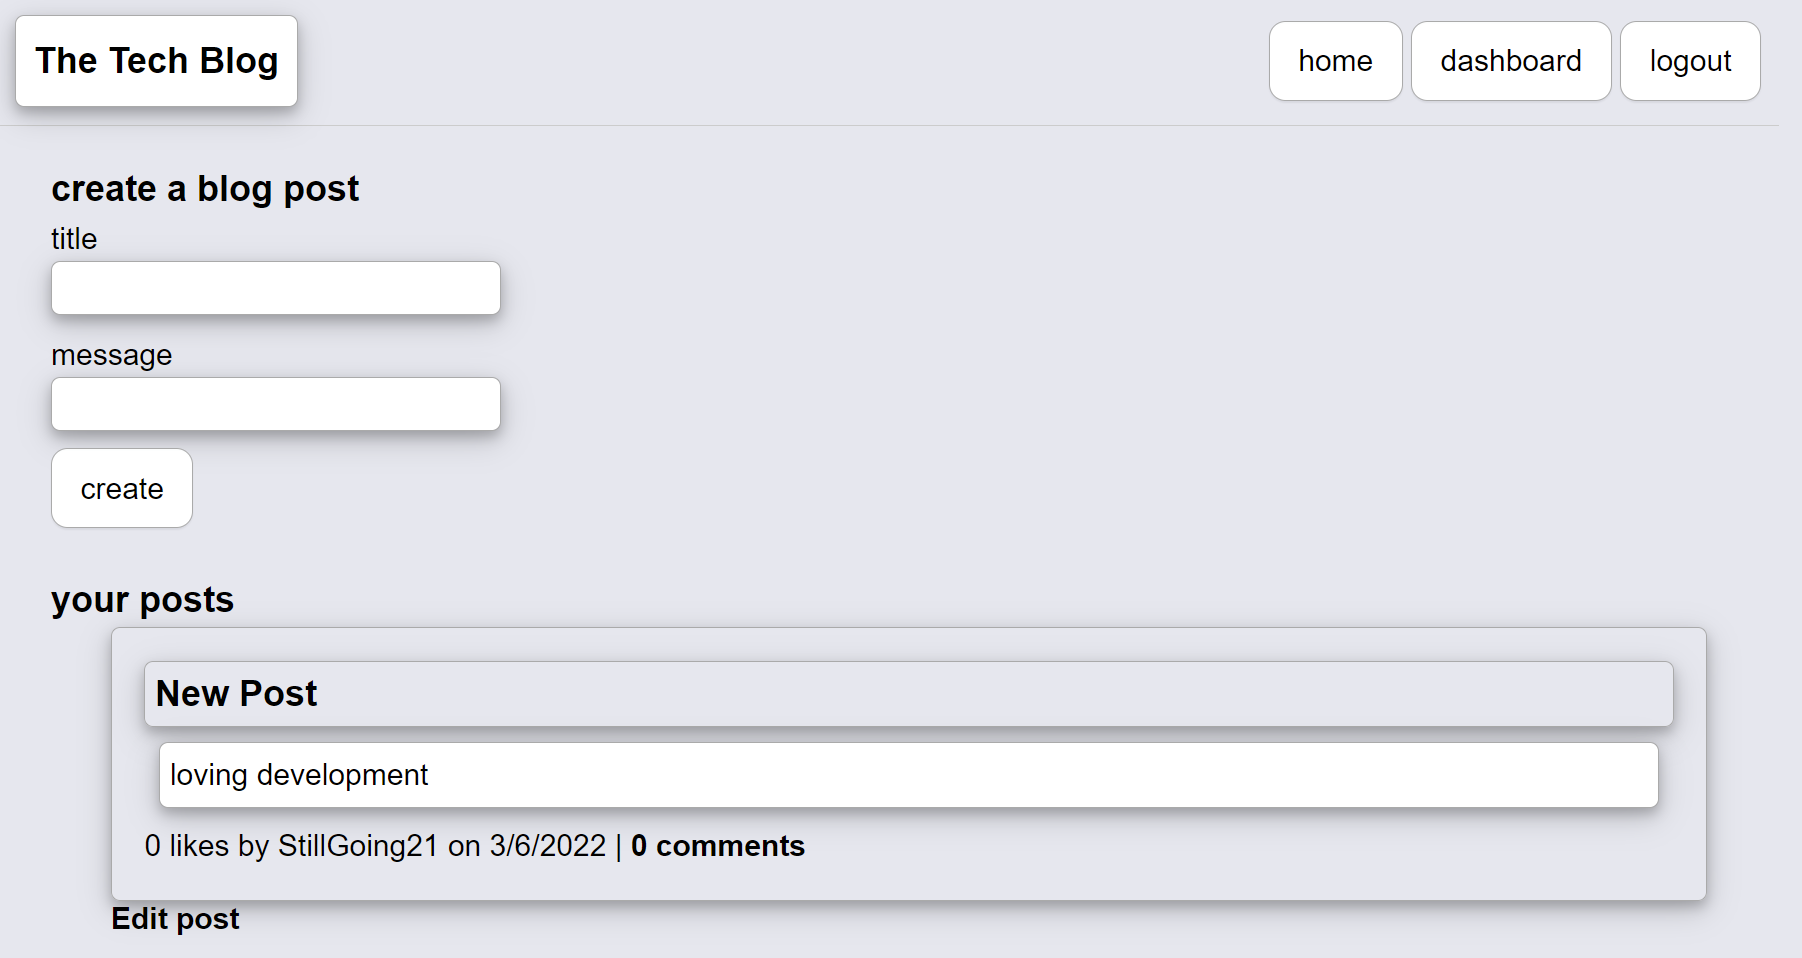 The Tech Blog
home dashboard logout
create a blog post
title
message
create
your posts
New Post
loving development
0 likes by StillGoing21 on 3/6/2022 | 0 comments
Edit post